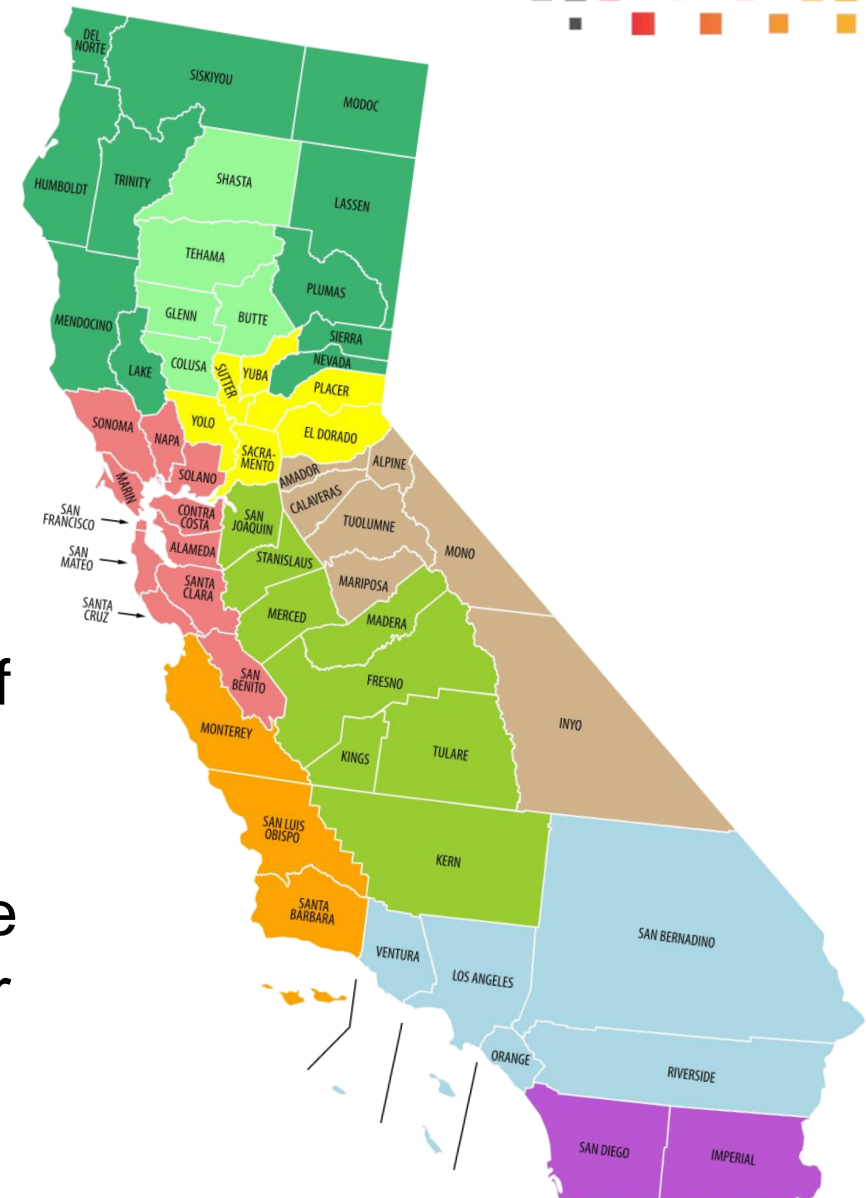 DEL
NORTE
SISKIYOU
MODOC
HUMBOLDT
TRINITY
SHASTA
LASSEN
TEHAMA
PLUMAS
GLENN
BUTTE
MENDOCINO
SIERRA
NEVADA
LAKE
COLUSA
SUTTER
YUBA
PLACER
SONOMA
NAPA
YOLO
EL DORADO
SACRA-
MENTO
SOLANO
AMADOR
ALPINE
MARIN
CALAVERAS
SAN
FRANCISCO
CONTRA
COSTA
SAN
JOAQUIN
TUOLUMNE
MONO
SAN
MATEO
ALAMEDA
STANISLAUS
SANTA
CLARA
MARIPOSA
SANTA
CRUZ
MERCED
MADERA
f
SAN
BENITO
FRESNO
MONTEREY
INYO
KINGS
TULARE
SAN LUIS
OBISPO
KERN
e
SANTA
BARBARA
SAN BERNADINO
VENTURA
LOS ANGELES
r
ORANGE
RIVERSIDE
SAN DIEGO
IMPERIAL